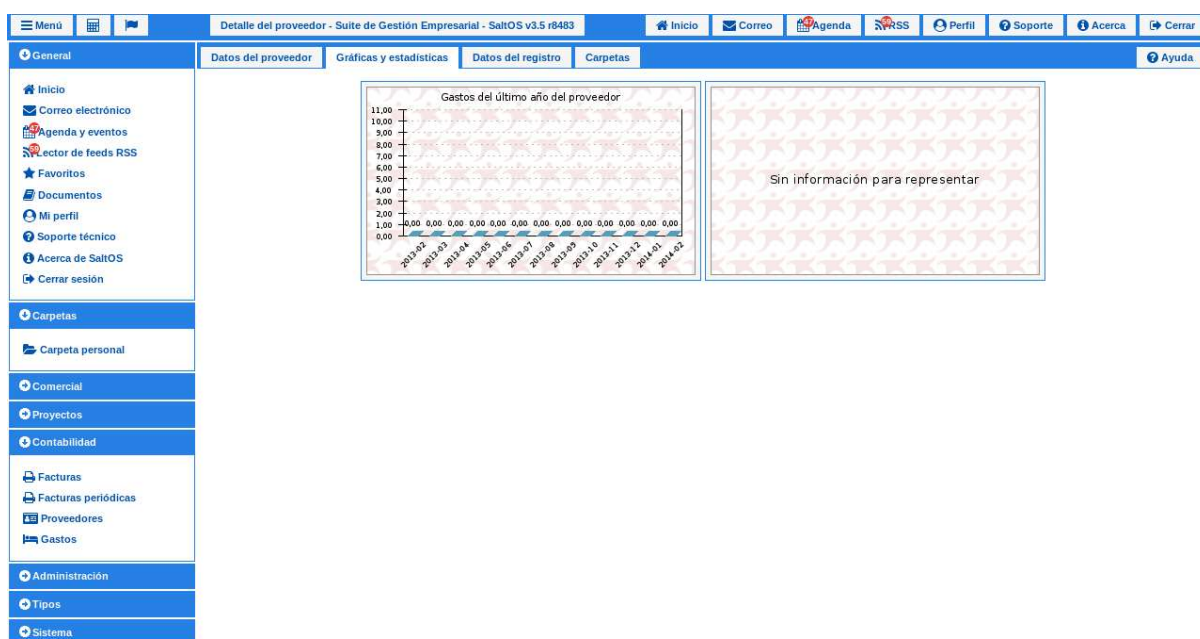 Menú
Detalle del proveedor - Suite de Gestión Empresarial - SaltOS v3.5 r8483
Inicio
Correo
47
Agenda
59
RSS
Perfil
Soporte
Acerca
Cerrar
General
Datos del proveedor
Gráficas y estadísticas
Datos del registro
Carpetas
Ayuda
Inicio
Correo electrónico
47
Agenda y eventos
59
Lector de feeds RSS
Favoritos
Documentos
Mi perfil
Soporte técnico
Acerca de SaltOS
Cerrar sesión
Carpetas
Carpeta personal
Comercial
Proyectos
Contabilidad
Facturas
Facturas periódicas
Proveedores
Gastos
Administración
Tipos
Sistema
Gastos del último año del proveedor
11,00
10,00
9,00
8,00
7,00
6,00
5,00
4,00
3,00
2,00
1,00
0,00
0,00 0,00 0,00 0,00 0,00 0,00 0,00 0,00 0,00 0,00 0,00 0,00 0,00
2013-02 2013-03 2013-04 2013-05 2013-06 2013-07 2013-08 2013-09 2013-10 2013-11 2013-12 2014-01 2014-02
Sin información para representar